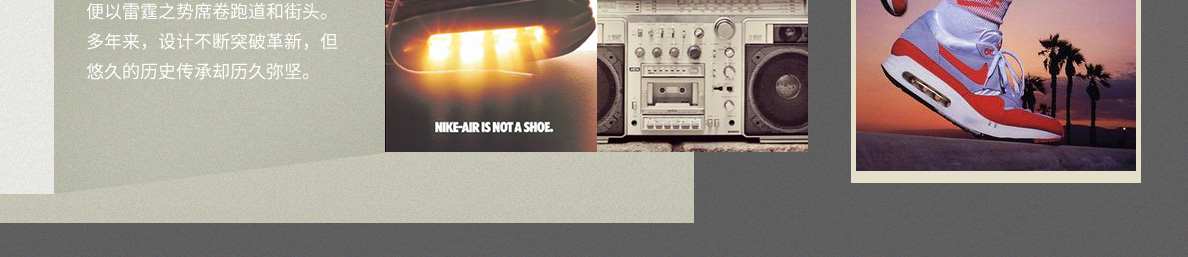 便以雷霆之势席卷跑道和街头。
多年来，设计不断突破革新，但
悠久的历史传承却历久弥坚。
NIKE-AIR IS NOT A SHOE.